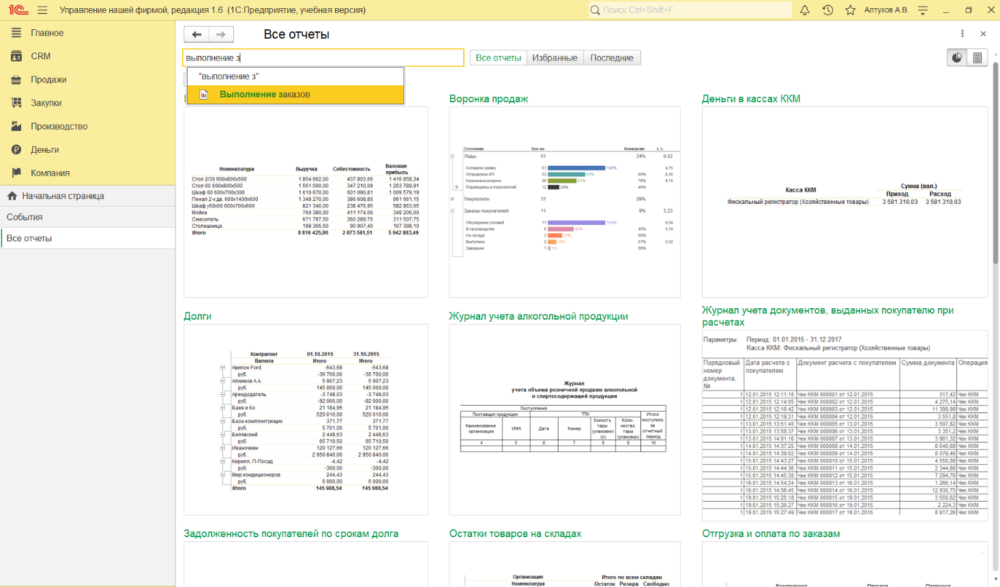 1С Управление нашей фирмой, редакция 1.6 (1С:Предприятие, учебная версия)
Поиск Ctrl+Shift+F
Алтухов А.В.
Главное
CRM
Продажи
Закупки
Производство
Деньги
Компания
Начальная страница
События
Все отчеты
Все отчеты
выполнение з
Все отчеты Избранные Последние
"выполнение з"
Выполнение заказов
Номенклатура Выручка Себестоимость Валовая прибыль
Стол 2/30 600х800х500 1 854 662,00 437 803,66 1 416 858,34
Стол 60 600х800х500 1 551 000,00 347 210,09 1 203 789,91
Шкаф 60 600х700х300 1 610 670,00 601 090,81 1 009 579,19
Пенал 2-х дв. 600х1400х600 1 348 270,00 386 608,85 961 661,15
Шкаф у60х60 600х700х600 821 340,00 238 476,95 582 863,05
Мойка 760 380,00 411 174,00 349 206,00
Смеситель 671 797,50 360 289,75 311 507,75
Столешница 198 305,50 90 907,40 107 398,10
Итого 8 816 425,00 2 873 561,51 5 942 863,49
Воронка продаж
Состояние Кол-во Конверсия t, ч.
Лиды 51 24% 6,52
Оставили заявку 51 100% 4,76
Отправлено КП 33 65% 65% 8,35
Назначена встреча 26 51% 79% 9,15
Переведены в покупателей 12 24% 46%
Покупатели 31 29%
Заказы покупателей 11 9% 5,23
Обсуждение условий 11 100% 6,94
В производстве 5 45% 45% 3,19
На складе 3 27% 60%
Выполнен 2 18% 67% 0,22
Завершен 1 9% 50%
Деньги в кассах ККМ
Касса ККМ Сумма (вал.)
Приход Расход
Фискальный регистратор (Хозяйственные товары) 3 581 310,03 3 581 310,03
Долги
Контрагент 01.10.2015 31.10.2015
Валюта Итого Итого
Авилон Ford -543,68 -543,68
руб. -36 700,00 -36 700,00
Алхимов А.А. 5 907,23 5 907,23
руб. 145 000,00 145 000,00
Арендодатель -3 748,03 -3 748,03
руб. -92 000,00 -92 000,00
Баев и Ко 21 184,95 21 184,95
руб. 520 010,00 520 010,00
База комплектующих 371,77 371,77
руб. 5 701,00 5 701,00
Белявский 2 448,63 2 448,63
руб. 65 710,50 65 710,50
Иваночкин 120 127,66 120 127,66
руб. 2 950 840,00 2 950 840,00
Кирилл, П-Посад -4,42 -4,42
руб. -300,00 -300,00
Мир кондиционеров 244,43 244,43
руб. 6 000,00 6 000,00
Итого 145 988,54 145 988,54
Журнал учета алкогольной продукции
Журнал
учета объема розничной продажи алкогольной
и спиртосодержащей продукции
Поступления
Поставщик продукции ТТН Итого поступило за отчетный период
Наименование организации ИНН Дата Номер Емкость тары (упаковки) (л) Коли-чество тары (упаковки)
4 5 6 7 8 9 10
Журнал учета документов, выданных покупателю при
расчетах
Параметры: Период: 01.01.2015 - 31.12.2017
Касса ККМ: Фискальный регистратор (Хозяйственные товары)
Порядковый номер документа, № Дата расчета с покупателем Документ расчета с покупателем Сумма документа Операция
1 12.01.2015 12:11:10 Чек ККМ 000001 от 12.01.2015 317,42 Чек ККМ
1 12.01.2015 12:14:05 Чек ККМ 000002 от 12.01.2015 4 275,14 Чек ККМ
1 12.01.2015 12:16:42 Чек ККМ 000003 от 12.01.2015 11 399,96 Чек ККМ
1 12.01.2015 12:19:31 Чек ККМ 000004 от 12.01.2015 3 551,8 Чек ККМ
1 13.01.2015 13:51:40 Чек ККМ 000005 от 13.01.2015 3 597,82 Чек ККМ
1 13.01.2015 13:58:37 Чек ККМ 000006 от 13.01.2015 3 351,2 Чек ККМ
1 13.01.2015 14:01:16 Чек ККМ 000007 от 13.01.2015 3 981,32 Чек ККМ
1 14.01.2015 14:37:25 Чек ККМ 000008 от 14.01.2015 8 640,68 Чек ККМ
1 14.01.2015 14:39:02 Чек ККМ 000009 от 14.01.2015 8 079,46 Чек ККМ
1 15.01.2015 14:43:27 Чек ККМ 000010 от 15.01.2015 4 550,08 Чек ККМ
1 15.01.2015 14:44:36 Чек ККМ 000011 от 15.01.2015 2 344,66 Чек ККМ
1 15.01.2015 14:45:30 Чек ККМ 000012 от 15.01.2015 7 294,76 Чек ККМ
1 16.01.2015 14:54:24 Чек ККМ 000013 от 16.01.2015 1 266,14 Чек ККМ
1 16.01.2015 14:56:45 Чек ККМ 000014 от 16.01.2015 12 930,75 Чек ККМ
1 19.01.2015 15:25:18 Чек ККМ 000015 от 19.01.2015 3 550,62 Чек ККМ
1 19.01.2015 15:26:27 Чек ККМ 000016 от 19.01.2015 2 224,3 Чек ККМ
1 19.01.2015 15:27:49 Чек ККМ 000017 от 19.01.2015 8 917,26 Чек ККМ
Задолженность покупателей по срокам долга
Остатки товаров на складах
Организация Итого по всем складам
Номенклатура Остаток Резерв Свободно
Отгрузка и оплата по заказам
Контрагент Оплата Отгрузка